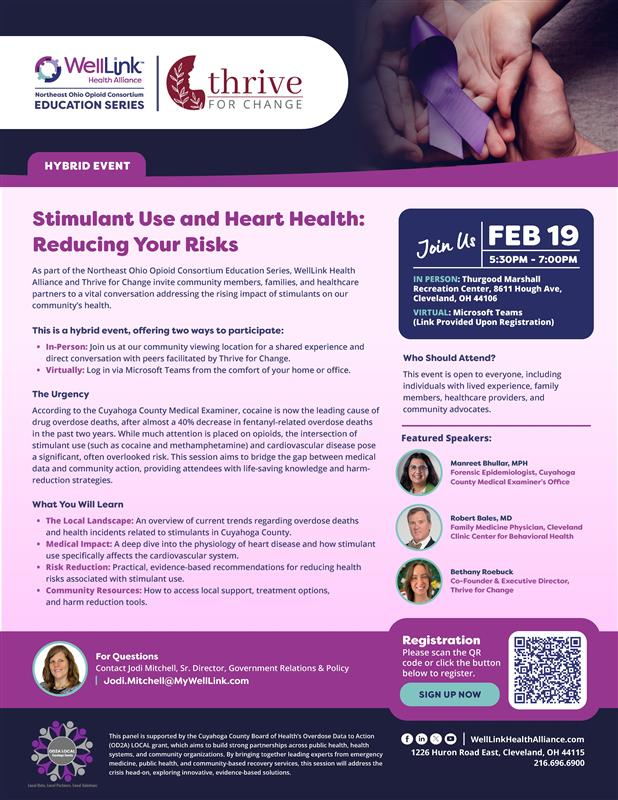 WellLink™
Health Alliance
Northeast Ohio Opioid Consortium
EDUCATION SERIES
thrive
FOR CHANGE
HYBRID EVENT
Stimulant Use and Heart Health:
Reducing Your Risks
As part of the Northeast Ohio Opioid Consortium Education Series, WellLink Health
Alliance and Thrive for Change invite community members, families, and healthcare
partners to a vital conversation addressing the rising impact of stimulants on our
community's health.
This is a hybrid event, offering two ways to participate:
• In-Person: Join us at our community viewing location for a shared experience and
direct conversation with peers facilitated by Thrive for Change.
• Virtually: Log in via Microsoft Teams from the comfort of your home or office.
The Urgency
According to the Cuyahoga County Medical Examiner, cocaine is now the leading cause of
drug overdose deaths, after almost a 40% decrease in fentanyl-related overdose deaths
in the past two years. While much attention is placed on opioids, the intersection of
stimulant use (such as cocaine and methamphetamine) and cardiovascular disease pose
a significant, often overlooked risk. This session aims to bridge the gap between medical
data and community action, providing attendees with life-saving knowledge and harm-
reduction strategies.
What You Will Learn
• The Local Landscape: An overview of current trends regarding overdose deaths
and health incidents related to stimulants in Cuyahoga County.
• Medical Impact: A deep dive into the physiology of heart disease and how stimulant
use specifically affects the cardiovascular system.
• Risk Reduction: Practical, evidence-based recommendations for reducing health
risks associated with stimulant use.
• Community Resources: How to access local support, treatment options,
and harm reduction tools.
Join Us
FEB 19
5:30PM - 7:00PM
IN PERSON: Thurgood Marshall
Recreation Center, 8611 Hough Ave,
Cleveland, OH 44106
VIRTUAL: Microsoft Teams
(Link Provided Upon Registration)
Who Should Attend?
This event is open to everyone, including
individuals with lived experience, family
members, healthcare providers, and
community advocates.
Featured Speakers:
Manreet Bhullar, MPH
Forensic Epidemiologist, Cuyahoga
County Medical Examiner's Office
Robert Bales, MD
Family Medicine Physician, Cleveland
Clinic Center for Behavioral Health
Bethany Roebuck
Co-Founder & Executive Director,
Thrive for Change
For Questions
Contact Jodi Mitchell, Sr. Director, Government Relations & Policy
| Jodi.Mitchell@MyWellLink.com
Registration
Please scan the QR
code or click the button
below to register.
SIGN UP NOW
OD2A LOCAL
Local Data, Local Partners, Local Solutions
This panel is supported by the Cuyahoga County Board of Health's Overdose Data to Action
(OD2A) LOCAL grant, which aims to build strong partnerships across public health, health
systems, and community organizations. By bringing together leading experts from emergency
medicine, public health, and community-based recovery services, this session will address the
crisis head-on, exploring innovative, evidence-based solutions.
WellLinkHealthAlliance.com
1226 Huron Road East, Cleveland, OH 44115
216.696.6900